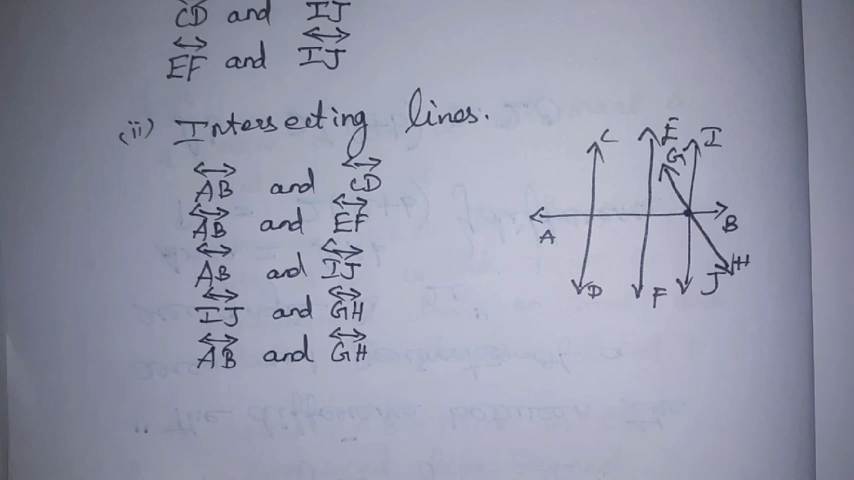 CD and IJ
EF and IJ
(ii) Intersecting lines.
AB and CD
AB and EF
AB and IJ
IJ and GH
AB and GH
C E G I
A B
D F J H